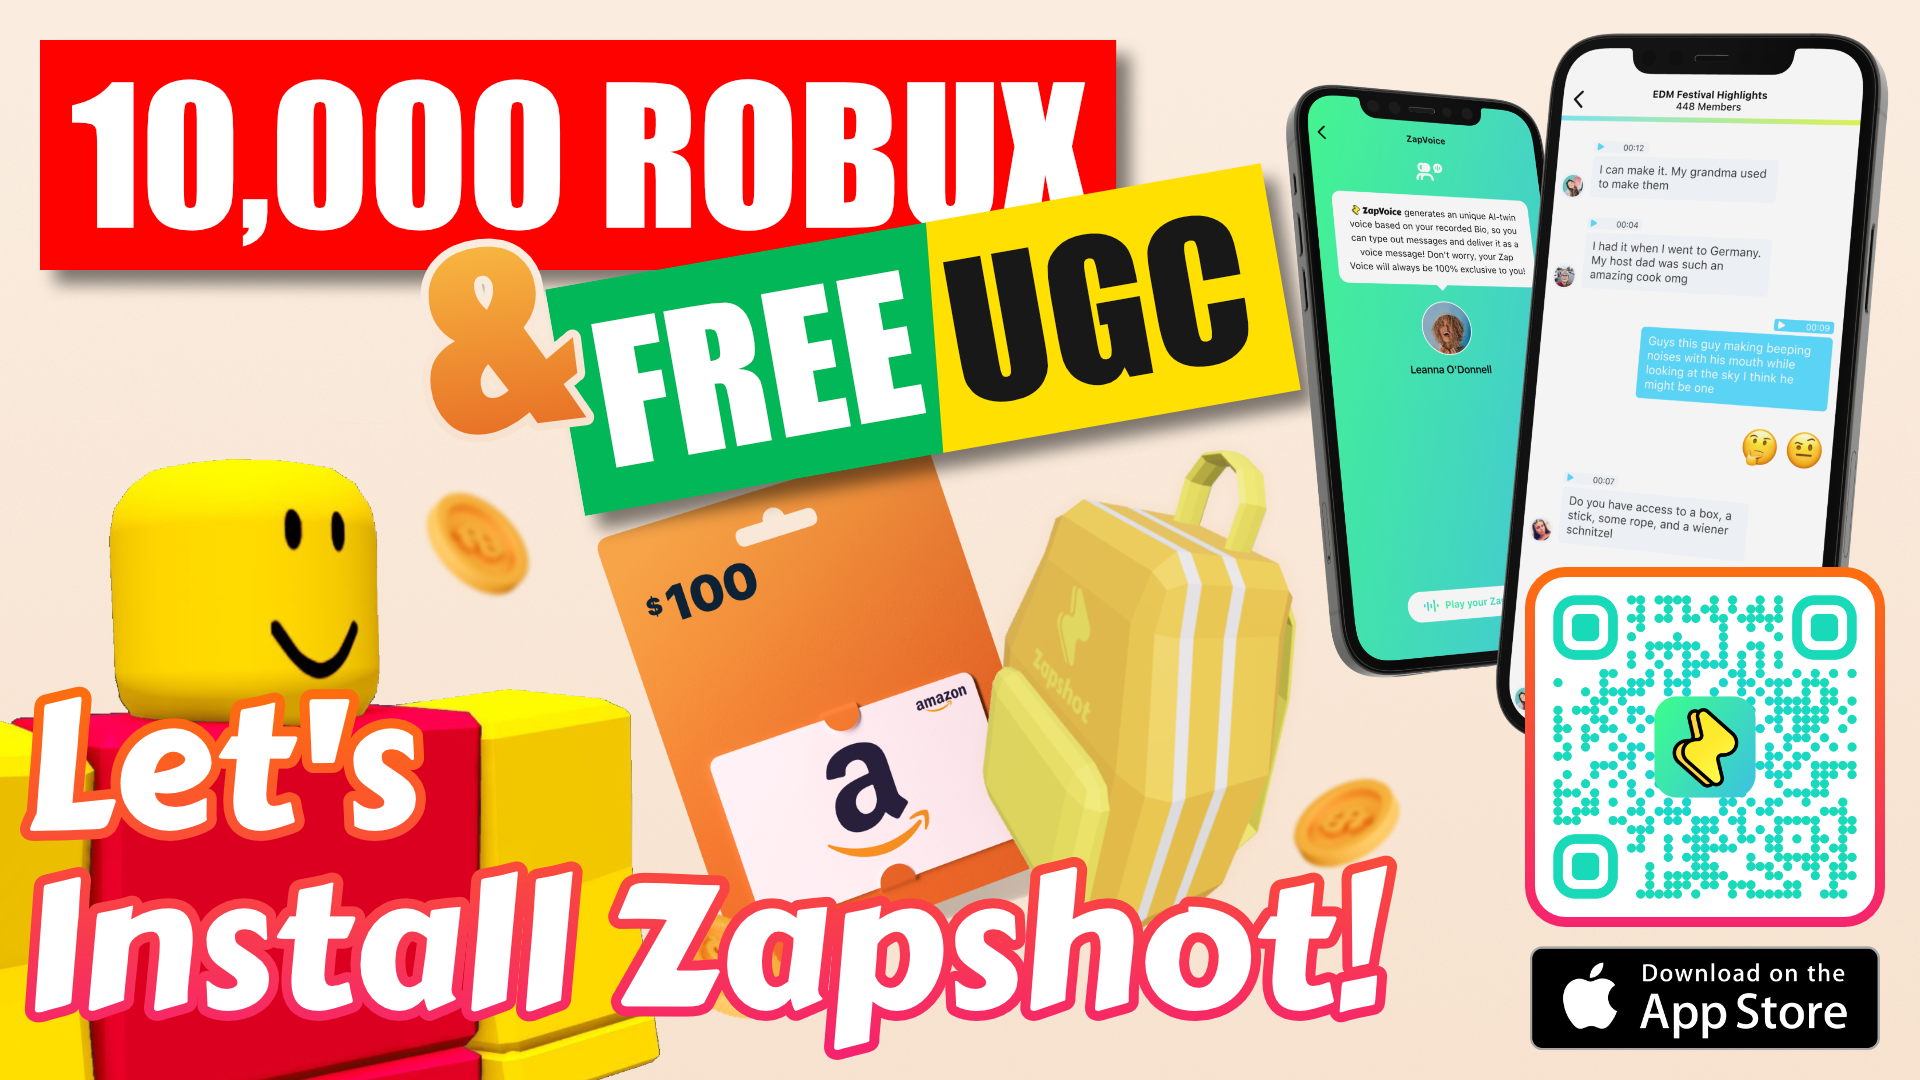 10,000 ROBUX
&
FREE UGC
$100
amazon
a
Zapshot
Let's
Install Zapshot!
ZapVoice
ZapVoice generates an unique AI-twin
voice based on your recorded Bio, so you
can type out messages and deliver it as a
voice message! Don't worry, your Zap
Voice will always be 100% exclusive to you!
Leanna O'Donnell
Play your
EDM Festival Highlights
448 Members
00:12
I can make it. My grandma used
to make them
00:04
I had it when I went to Germany.
My host dad was such an
amazing cook omg
00:09
Guys this guy making beeping
noises with his mouth while
looking at the sky I think he
might be one
00:07
Do you have access to a box, a
stick, some rope, and a wiener
schnitzel
Download on the
App Store